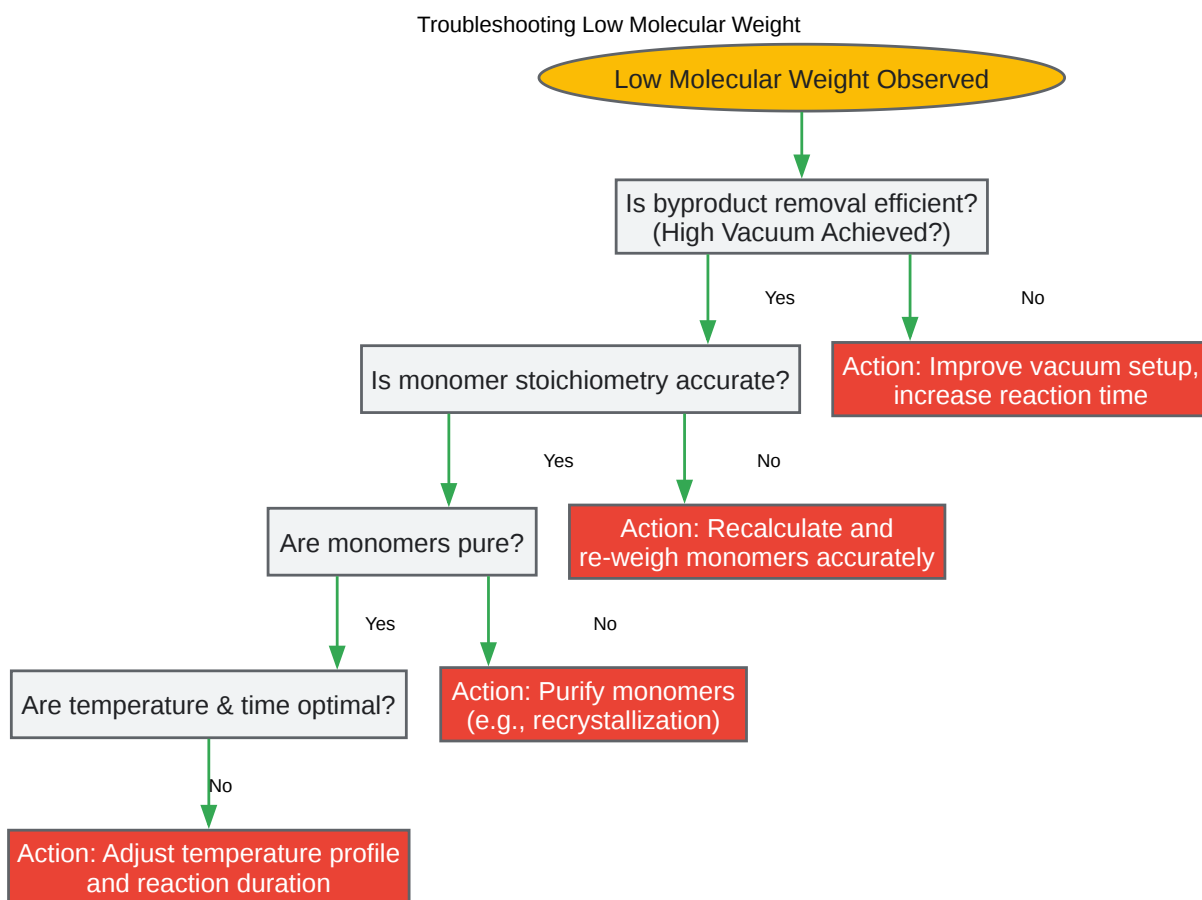 Troubleshooting Low Molecular Weight
Low Molecular Weight Observed
Is byproduct removal efficient?
(High Vacuum Achieved?)
Yes
No
Is monomer stoichiometry accurate?
Action: Improve vacuum setup,
increase reaction time
Yes
No
Are monomers pure?
Action: Recalculate and
re-weigh monomers accurately
Yes
No
Are temperature & time optimal?
Action: Purify monomers
(e.g., recrystallization)
No
Action: Adjust temperature profile
and reaction duration